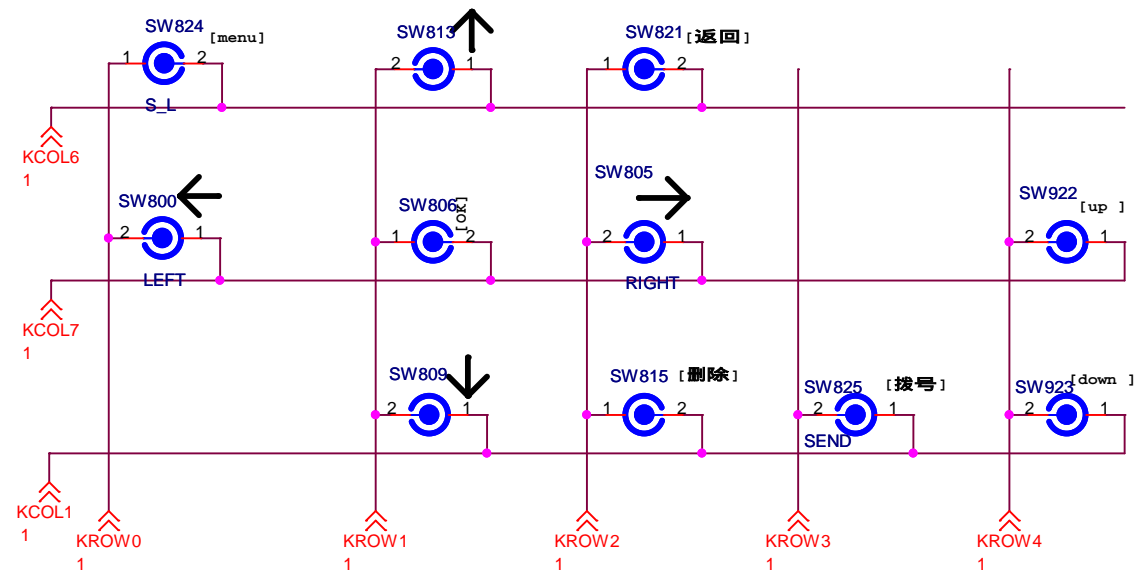 SW824 [menu]
SW813
SW821 [返回]
1 2
2 1
1 2
S_L
KCOL6
1
SW800
SW806 [OK]
SW805
SW922 [up ]
2 1
1 2
2 1
2 1
LEFT
RIGHT
KCOL7
1
SW809
SW815 [删除]
SW825 [拨号]
SW923 [down ]
2 1
1 2
2 1
2 1
SEND
KCOL1
1
KROW0
1
KROW1
1
KROW2
1
KROW3
1
KROW4
1